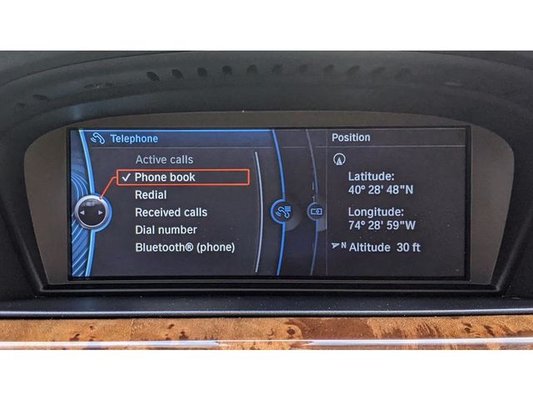 Telephone
Active calls
✓ Phone book
Redial
Received calls
Dial number
Bluetooth® (phone)
Position
Latitude:
40° 28' 48"N
Longitude:
74° 28' 59"W
N Altitude 30 ft